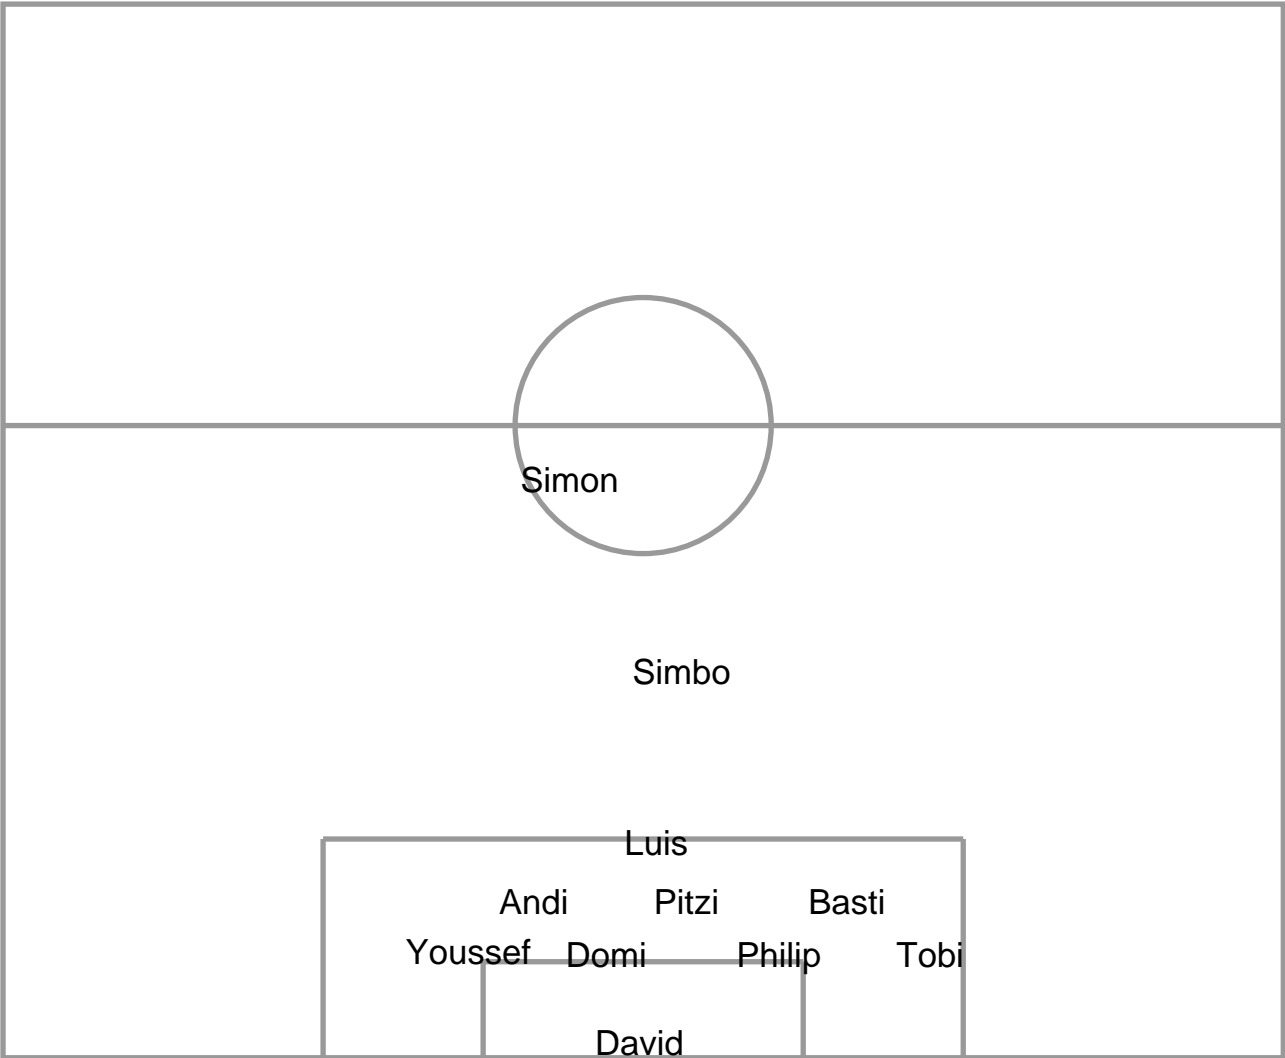 Simon
Simbo
Luis
Andi Pitzi Basti
Youssef Domi Philip Tobi
David